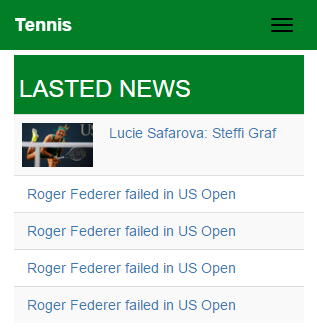 Tennis
LASTED NEWS
Lucie Safarova: Steffi Graf
Roger Federer failed in US Open
Roger Federer failed in US Open
Roger Federer failed in US Open
Roger Federer failed in US Open